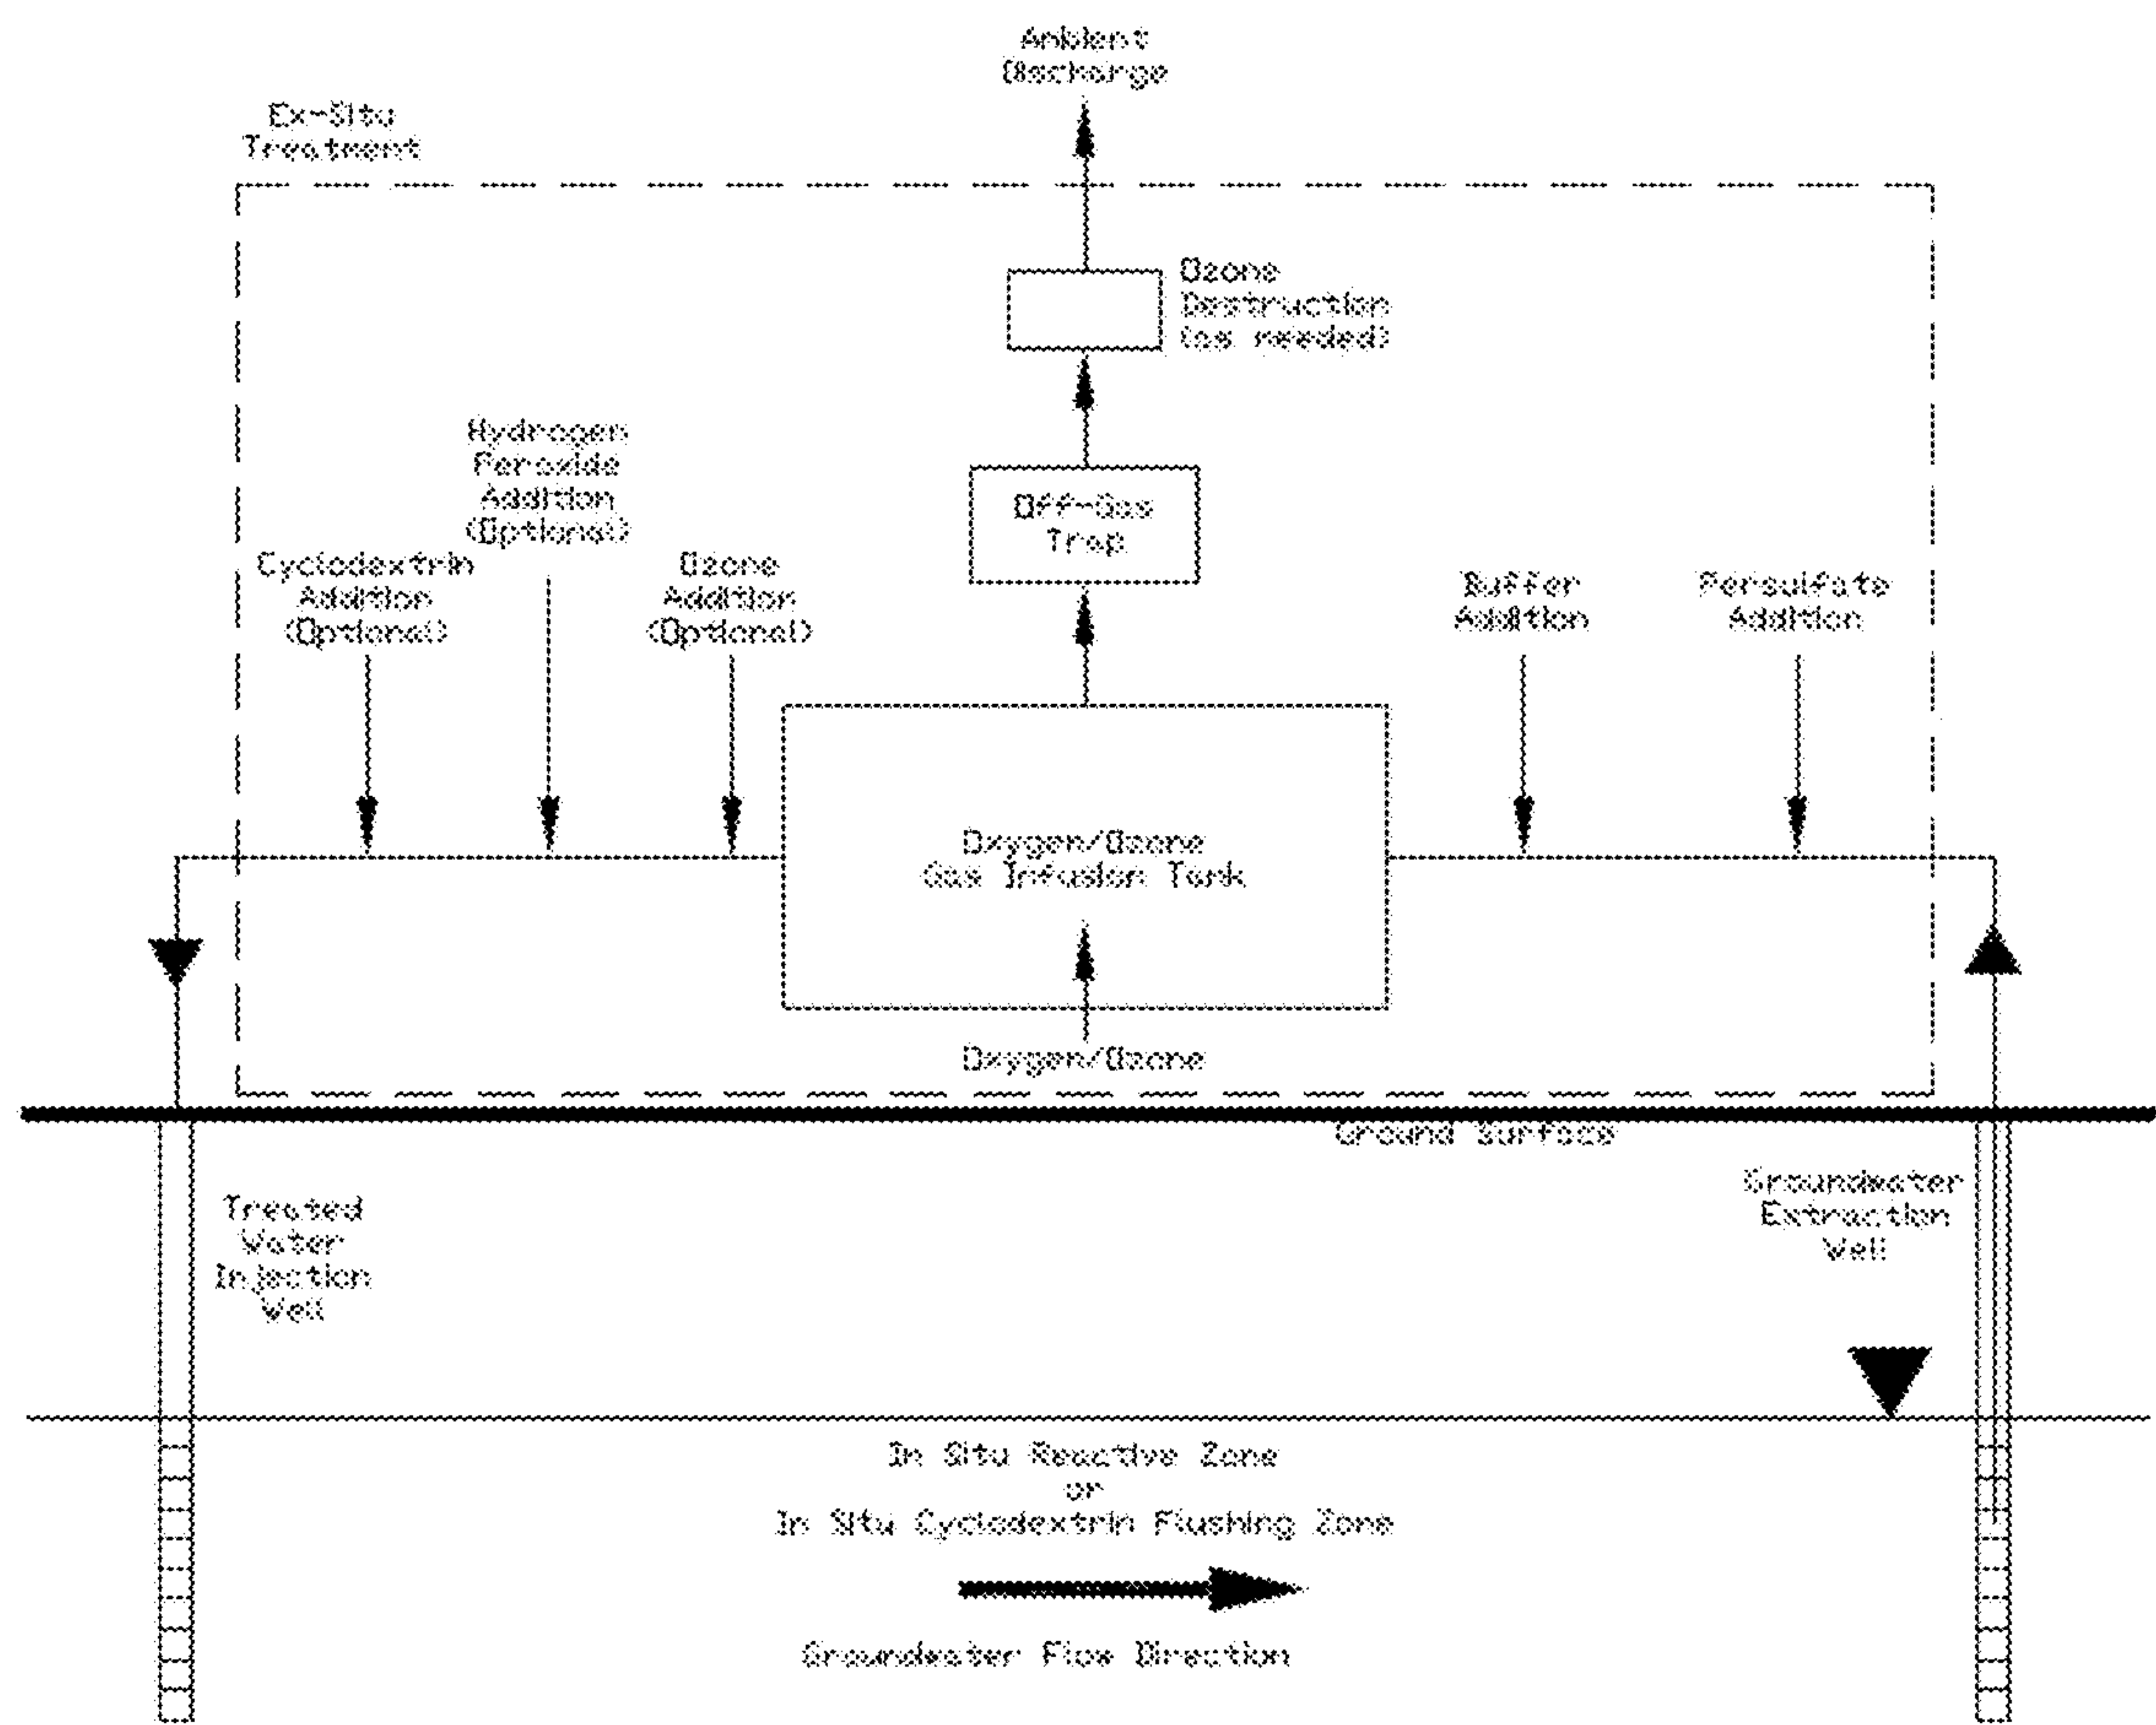 Ambient
Discharge
Ex-Situ
Treatment
Ozone
Destruction
(as needed)
Hydrogen
Peroxide
Addition
(Optional)
Off-Gas
Trap
Cyclodextrin
Addition
(Optional)
Ozone
Addition
(Optional)
Buffer
Addition
Persulfate
Addition
Oxygen/Ozone
Gas Infusion Tank
Oxygen/Ozone
Ground Surface
Treated
Water
Injection
Well
Groundwater
Extraction
Well
In Situ Reactive Zone
or
In Situ Cyclodextrin Flushing Zone
Groundwater Flow Direction